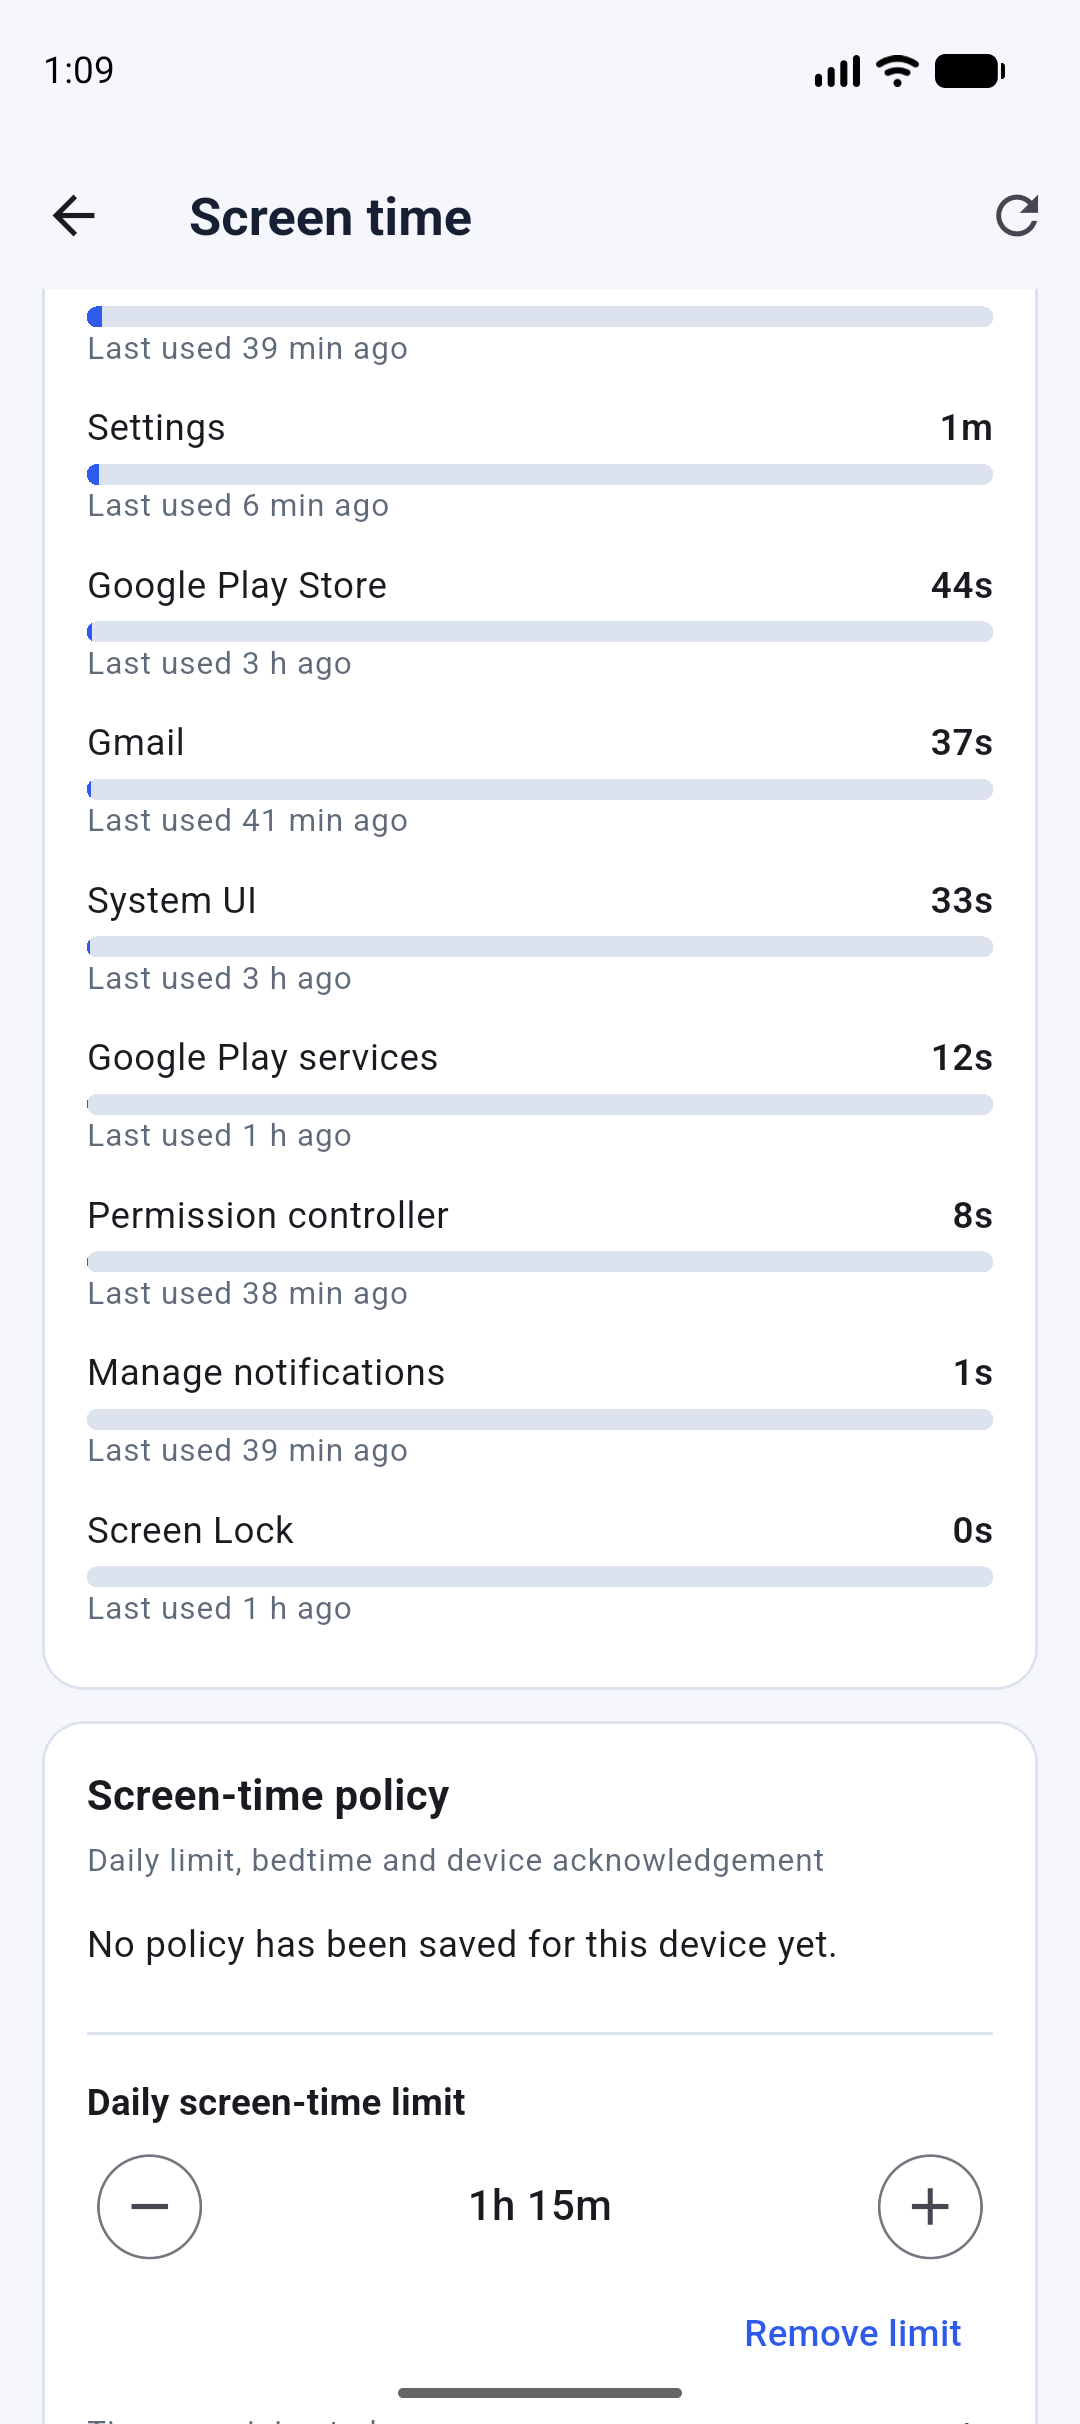 1:09
Screen time
Last used 39 min ago
Settings 1m
Last used 6 min ago
Google Play Store 44s
Last used 3 h ago
Gmail 37s
Last used 41 min ago
System UI 33s
Last used 3 h ago
Google Play services 12s
Last used 1 h ago
Permission controller 8s
Last used 38 min ago
Manage notifications 1s
Last used 39 min ago
Screen Lock 0s
Last used 1 h ago
Screen-time policy
Daily limit, bedtime and device acknowledgement
No policy has been saved for this device yet.
Daily screen-time limit
1h 15m
Remove limit